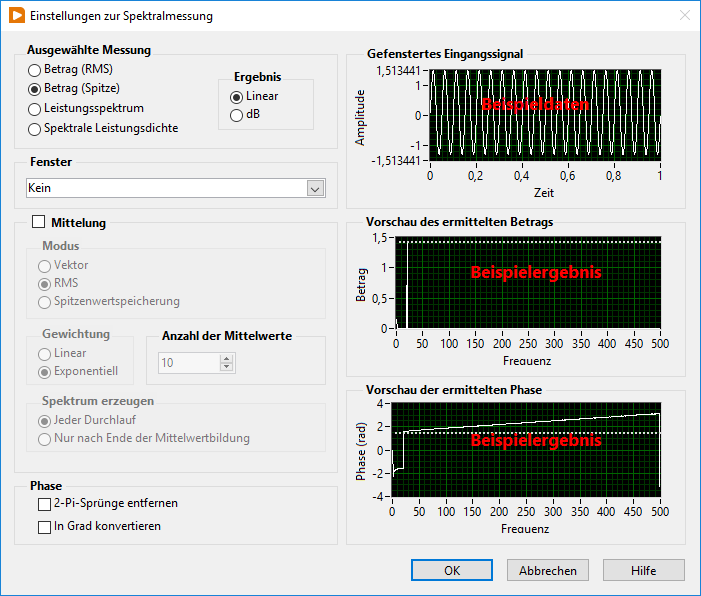 Einstellungen zur Spektralmessung
Ausgewählte Messung
Betrag (RMS)
Betrag (Spitze)
Leistungsspektrum
Spektrale Leistungsdichte
Ergebnis
Linear
dB
Fenster
Kein
Mittelung
Modus
Vektor
RMS
Spitzenwertspeicherung
Gewichtung
Linear
Exponentiell
Anzahl der Mittelwerte
10
Spektrum erzeugen
Jeder Durchlauf
Nur nach Ende der Mittelwertbildung
Phase
2-Pi-Sprünge entfernen
In Grad konvertieren
Gefenstertes Eingangssignal
Amplitude
1,513441
1
0
-1
-1,513441
Beispieldaten
0 0,2 0,4 0,6 0,8 1
Zeit
Vorschau des ermittelten Betrags
Betrag
1,5
1
0,5
0
Beispielergebnis
0 50 100 150 200 250 300 350 400 450 500
Frequenz
Vorschau der ermittelten Phase
Phase (rad)
4
2
0
-2
-4
Beispielergebnis
0 50 100 150 200 250 300 350 400 450 500
Frequenz
OK Abbrechen Hilfe